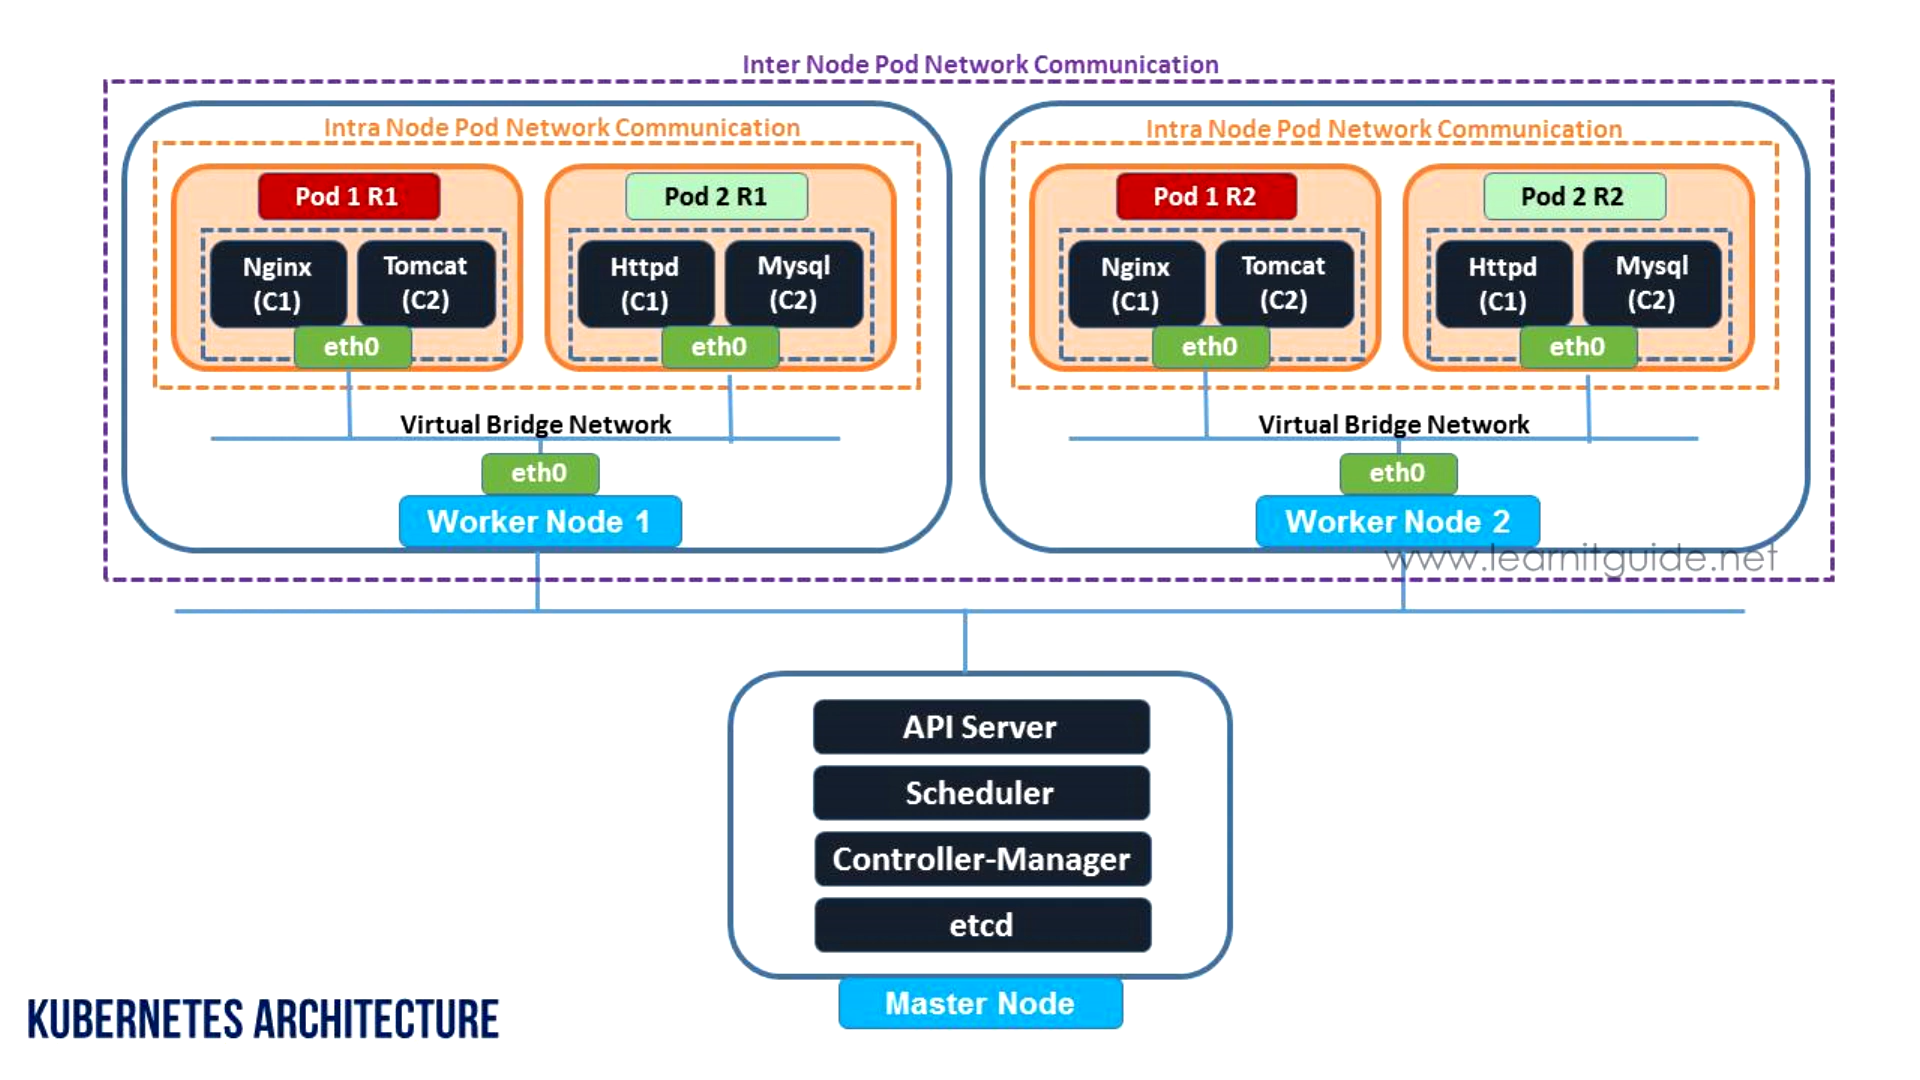 Inter Node Pod Network Communication
Intra Node Pod Network Communication
Pod 1 R1
Pod 2 R1
Nginx
(C1)
Tomcat
(C2)
Httpd
(C1)
Mysql
(C2)
eth0
eth0
Virtual Bridge Network
eth0
Worker Node 1
Intra Node Pod Network Communication
Pod 1 R2
Pod 2 R2
Nginx
(C1)
Tomcat
(C2)
Httpd
(C1)
Mysql
(C2)
eth0
eth0
Virtual Bridge Network
eth0
Worker Node 2
www.learnitguide.net
API Server
Scheduler
Controller-Manager
etcd
Master Node
KUBERNETES ARCHITECTURE